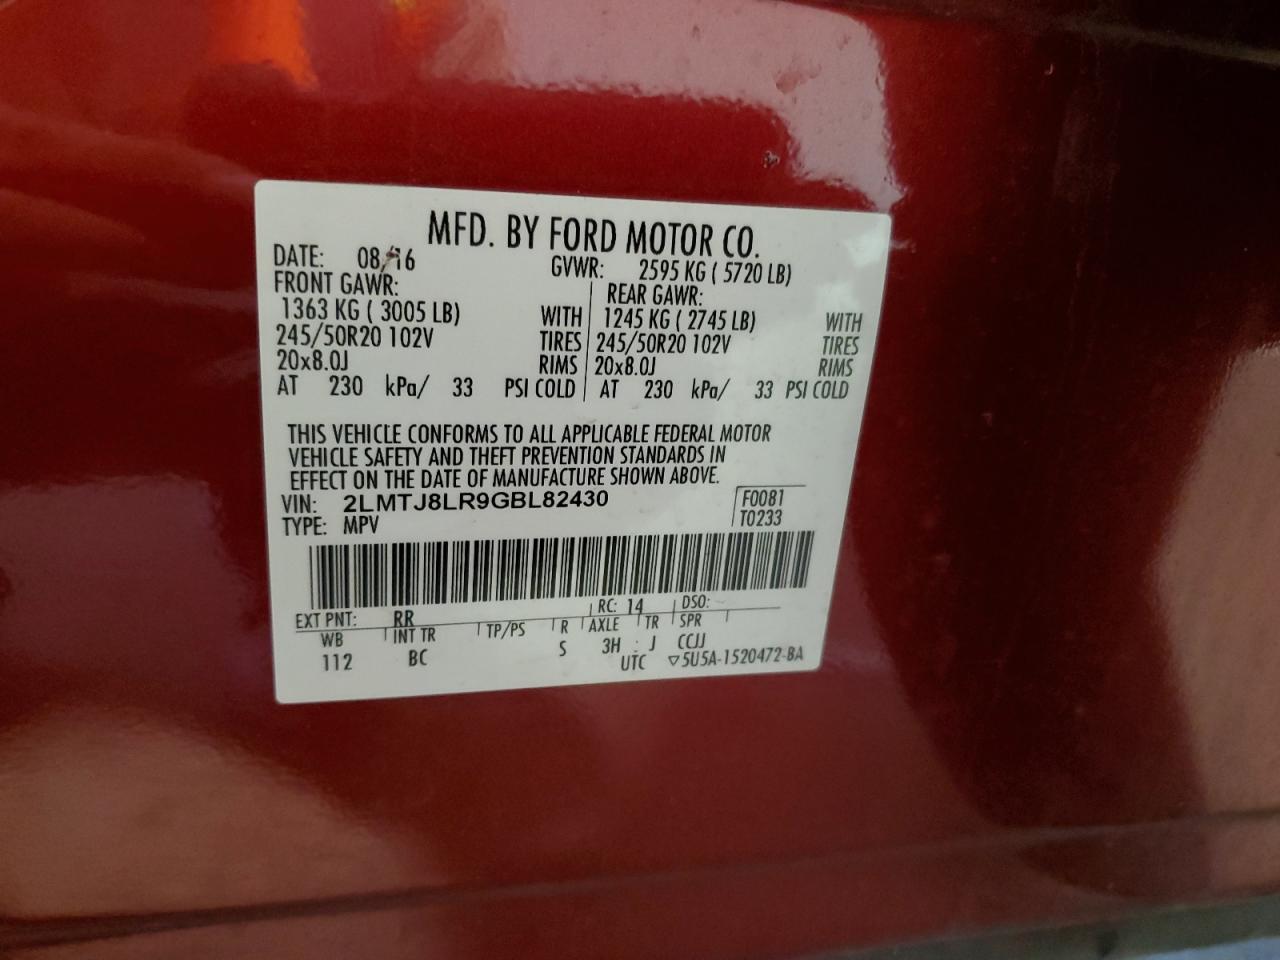 MFD. BY FORD MOTOR CO.
DATE: 08/16 GVWR: 2595 KG ( 5720 LB)
FRONT GAWR: REAR GAWR:
1363 KG ( 3005 LB) WITH 1245 KG ( 2745 LB) WITH
245/50R20 102V TIRES 245/50R20 102V TIRES
20x8.0J RIMS 20x8.0J RIMS
AT 230 kPa/ 33 PSI COLD AT 230 kPa/ 33 PSI COLD
THIS VEHICLE CONFORMS TO ALL APPLICABLE FEDERAL MOTOR
VEHICLE SAFETY AND THEFT PREVENTION STANDARDS IN
EFFECT ON THE DATE OF MANUFACTURE SHOWN ABOVE.
VIN: 2LMTJ8LR9GBL82430 F0081
TYPE: MPV T0233
EXT PNT: RR RC: 14 DSO:
WB INT TR TP/PS R AXLE TR SPR
112 BC S 3H J CCJJ
UTC ▽5U5A-1520472-BA